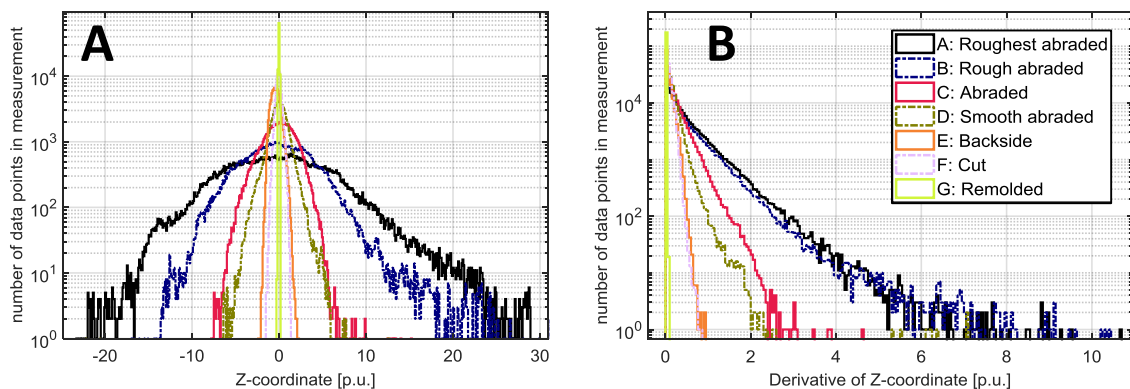 A
number of data points in measurement
10^4
10^3
10^2
10^1
10^0
-20
-10
0
10
20
30
Z-coordinate [p.u.]
B
number of data points in measurement
10^4
10^2
10^0
0
2
4
6
8
10
Derivative of Z-coordinate [p.u.]
A: Roughest abraded
B: Rough abraded
C: Abraded
D: Smooth abraded
E: Backside
F: Cut
G: Remolded